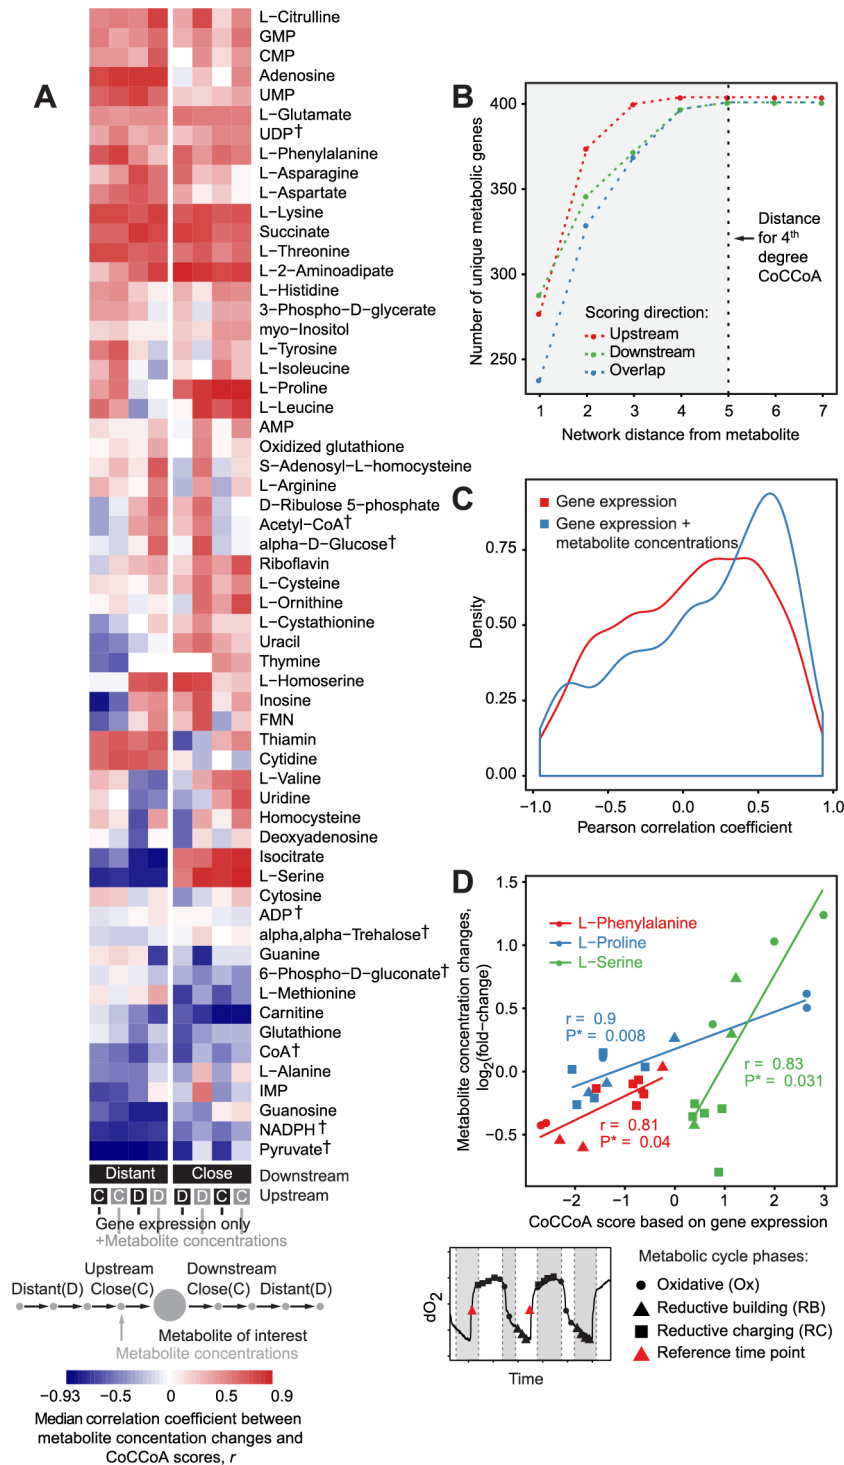 A
L−Citrulline
GMP
CMP
Adenosine
UMP
L−Glutamate
UDP†
L−Phenylalanine
L−Asparagine
L−Aspartate
L−Lysine
Succinate
L−Threonine
L−2−Aminoadipate
L−Histidine
3−Phospho−D−glycerate
myo−Inositol
L−Tyrosine
L−Isoleucine
L−Proline
L−Leucine
AMP
Oxidized glutathione
S−Adenosyl−L−homocysteine
L−Arginine
D−Ribulose 5−phosphate
Acetyl−CoA†
alpha−D−Glucose†
Riboflavin
L−Cysteine
L−Ornithine
L−Cystathionine
Uracil
Thymine
L−Homoserine
Inosine
FMN
Thiamin
Cytidine
L−Valine
Uridine
Homocysteine
Deoxyadenosine
Isocitrate
L−Serine
Cytosine
ADP†
alpha,alpha−Trehalose†
Guanine
6−Phospho−D−gluconate†
L−Methionine
Carnitine
Glutathione
CoA†
L−Alanine
IMP
Guanosine
NADPH†
Pyruvate†
Distant Close Downstream
C C D D D D C C Upstream
Gene expression only
+Metabolite concentrations
Upstream Downstream
Distant(D) Close(C) Close(C) Distant(D)
Metabolite of interest
Metabolite concentrations
−0.93 −0.5 0 0.5 0.9
Median correlation coefficient between
metabolite concentation changes and
CoCCoA scores, r
B
Number of unique metabolic genes
400
350
300
250
Distance
for 4th
degree
CoCCoA
Scoring direction:
Upstream
Downstream
Overlap
1 2 3 4 5 6 7
Network distance from metabolite
C
Density
0.75
0.50
0.25
0.00
Gene expression
Gene expression +
metabolite concentrations
−1.0 −0.5 0.0 0.5 1.0
Pearson correlation coefficient
D
Metabolite concentration changes,
log2(fold−change)
1.5
1.0
0.5
0.0
−0.5
L−Phenylalanine
L−Proline
L−Serine
r = 0.9
P* = 0.008
r = 0.83
P* = 0.031
r = 0.81
P* = 0.04
−2 −1 0 1 2 3
CoCCoA score based on gene expression
dO2
Time
Metabolic cycle phases:
Oxidative (Ox)
Reductive building (RB)
Reductive charging (RC)
Reference time point